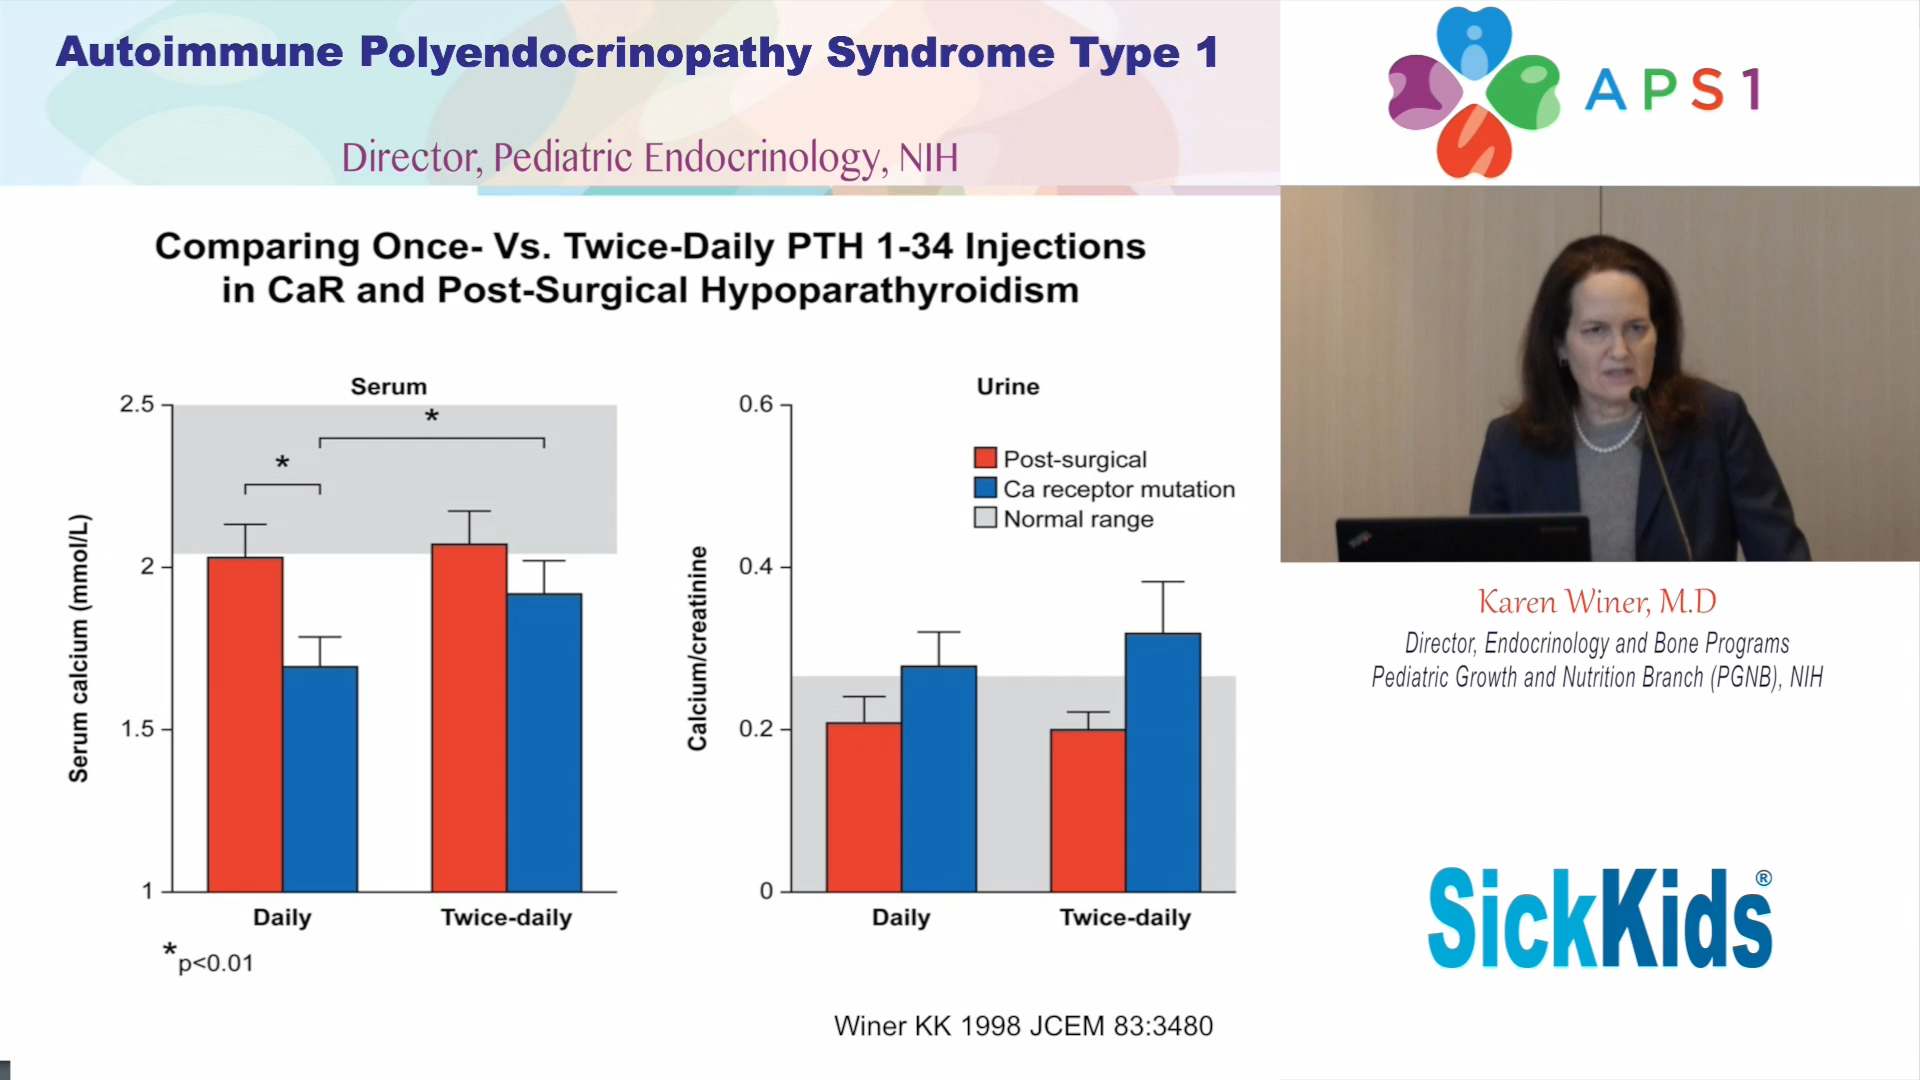 Autoimmune Polyendocrinopathy Syndrome Type 1
Director, Pediatric Endocrinology, NIH
APS1
Comparing Once- Vs. Twice-Daily PTH 1-34 Injections
in CaR and Post-Surgical Hypoparathyroidism
Serum
2.5
2
1.5
1
Serum calcium (mmol/L)
*
*
Daily
Twice-daily
*p<0.01
Urine
0.6
0.4
0.2
0
Calcium/creatinine
Post-surgical
Ca receptor mutation
Normal range
Daily
Twice-daily
Winer KK 1998 JCEM 83:3480
Karen Winer, M.D
Director, Endocrinology and Bone Programs
Pediatric Growth and Nutrition Branch (PGNB), NIH
SickKids®